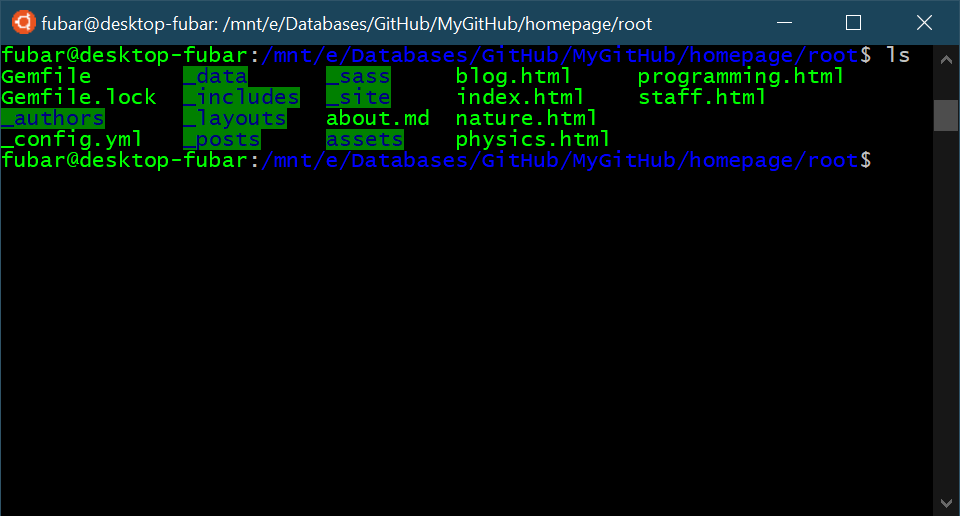 fubar@desktop-fubar: /mnt/e/Databases/GitHub/MyGitHub/homepage/root
fubar@desktop-fubar:/mnt/e/Databases/GitHub/MyGitHub/homepage/root$ ls
Gemfile _data _sass blog.html programming.html
Gemfile.lock _includes _site index.html staff.html
_authors _layouts about.md nature.html
_config.yml _posts assets physics.html
fubar@desktop-fubar:/mnt/e/Databases/GitHub/MyGitHub/homepage/root$